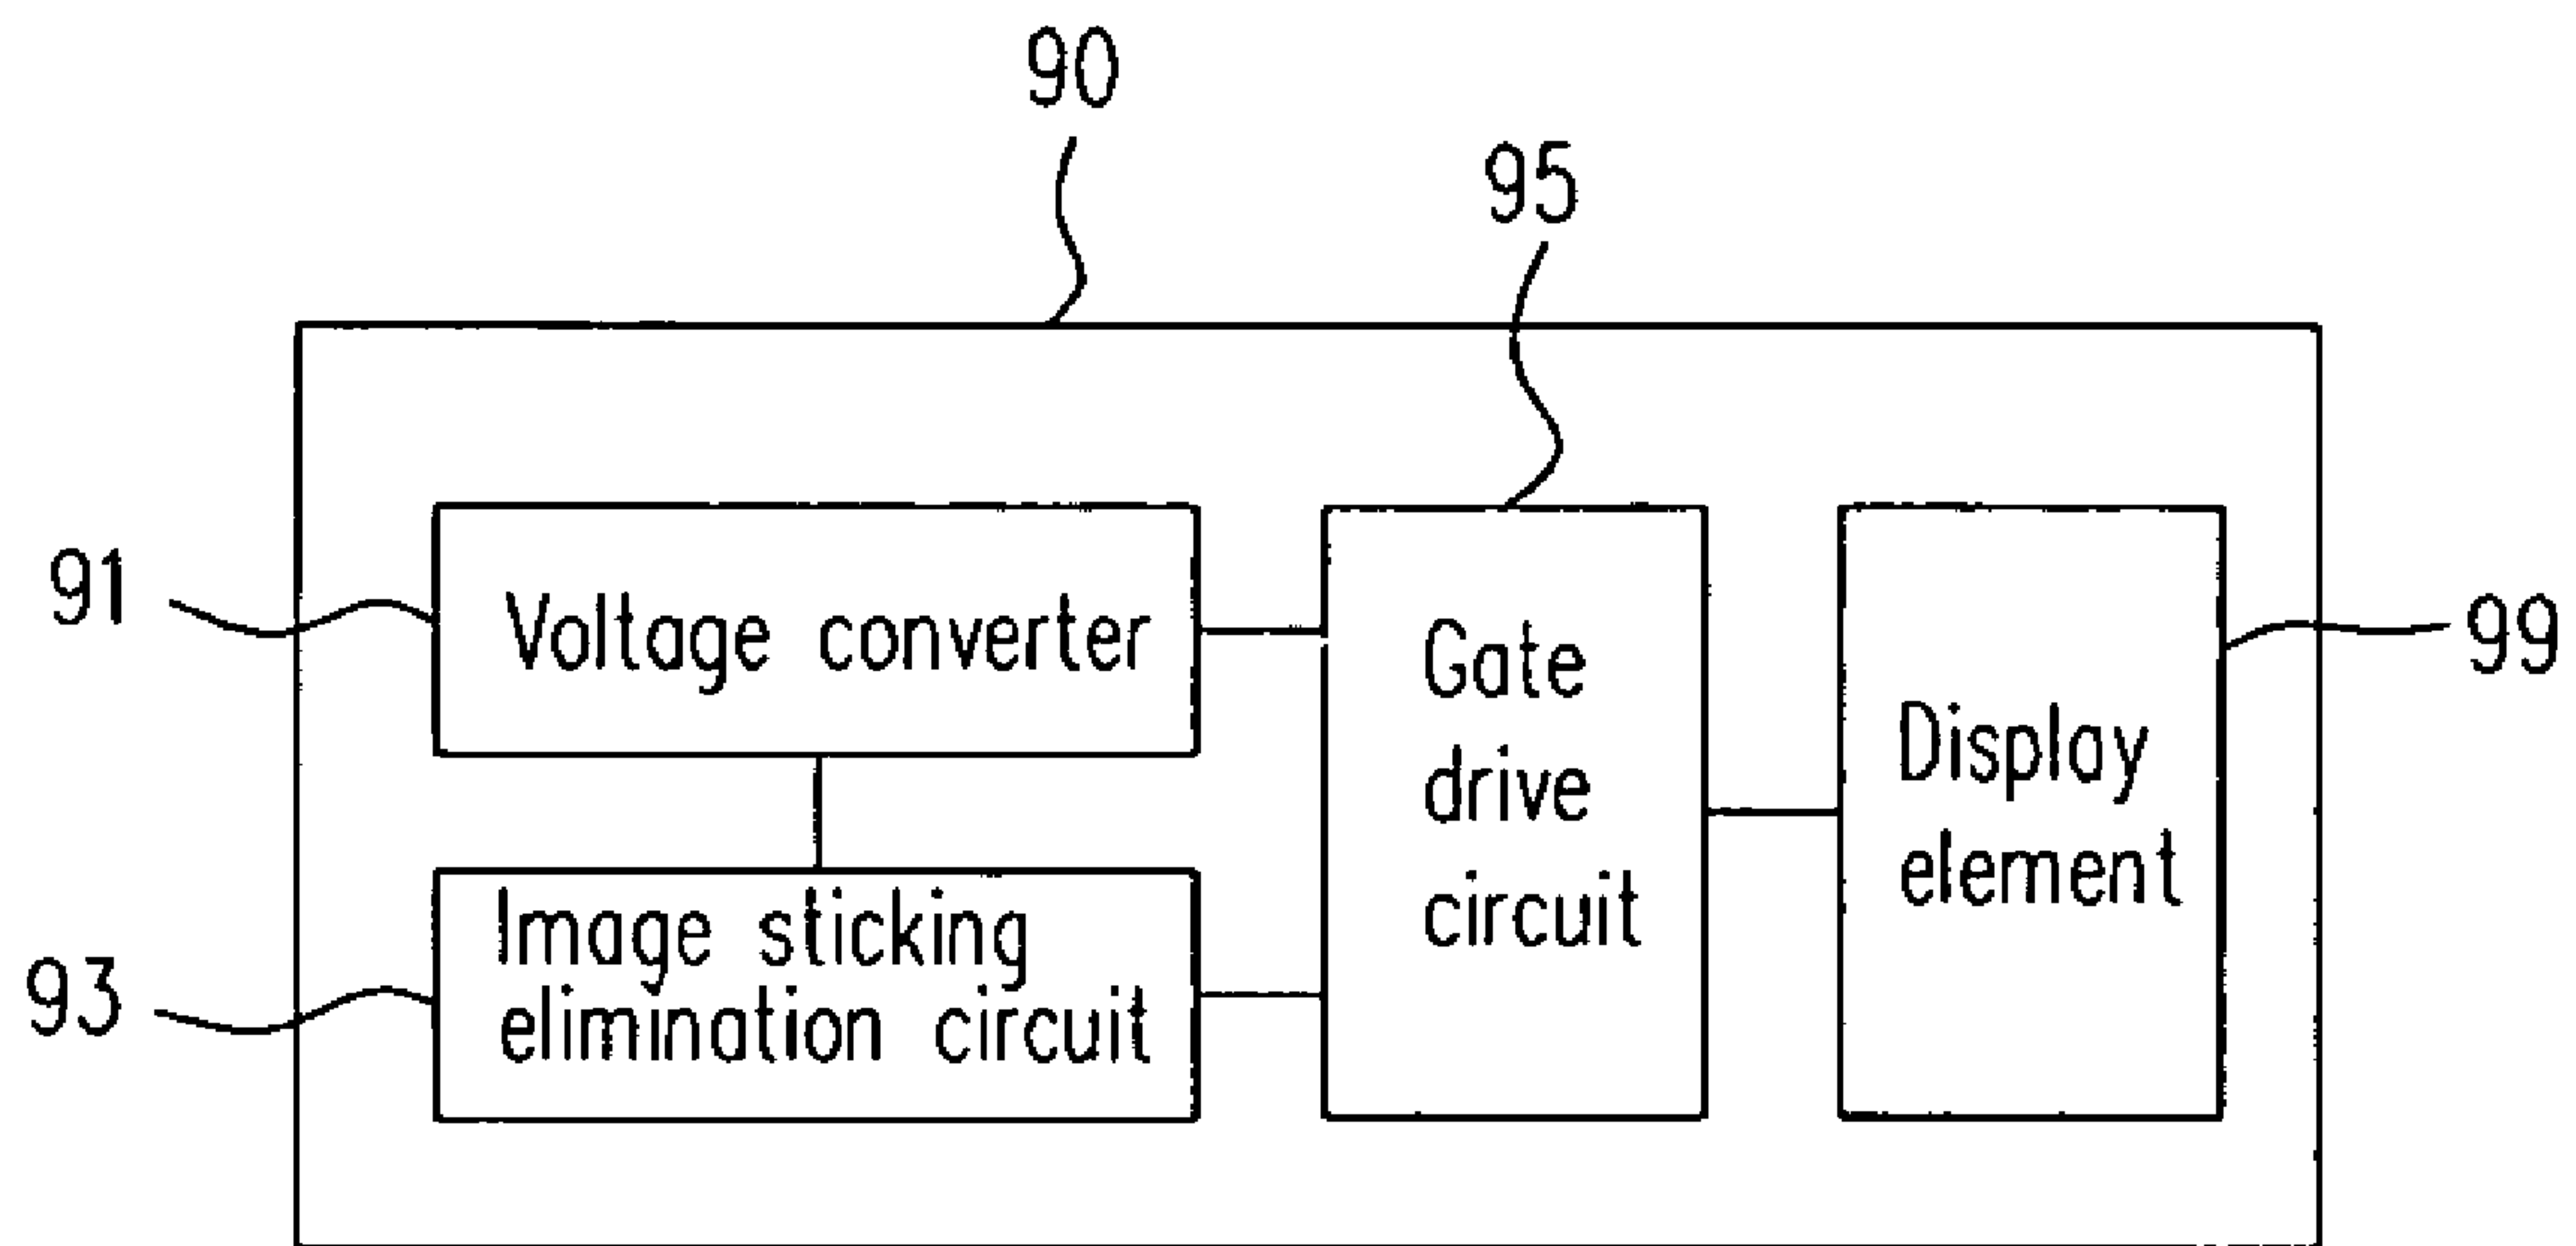 90
95
91
Voltage converter
Gate
drive
circuit
99
Display
element
93
Image sticking
elimination circuit